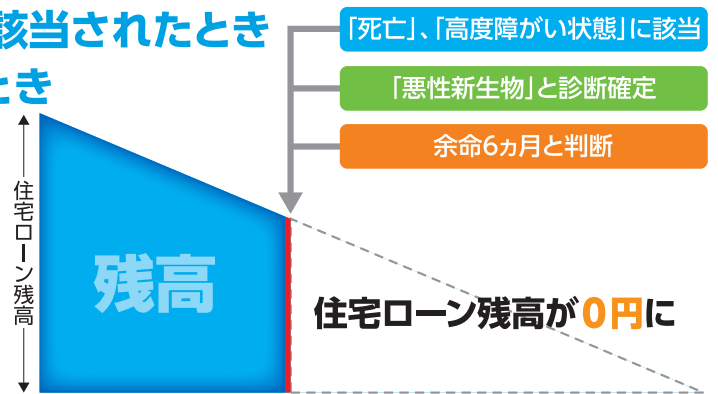 該当されたとき
とき
「死亡」、「高度障がい状態」に該当
「悪性新生物」と診断確定
余命6ヵ月と判断
住宅ローン残高
残高
住宅ローン残高が0円に